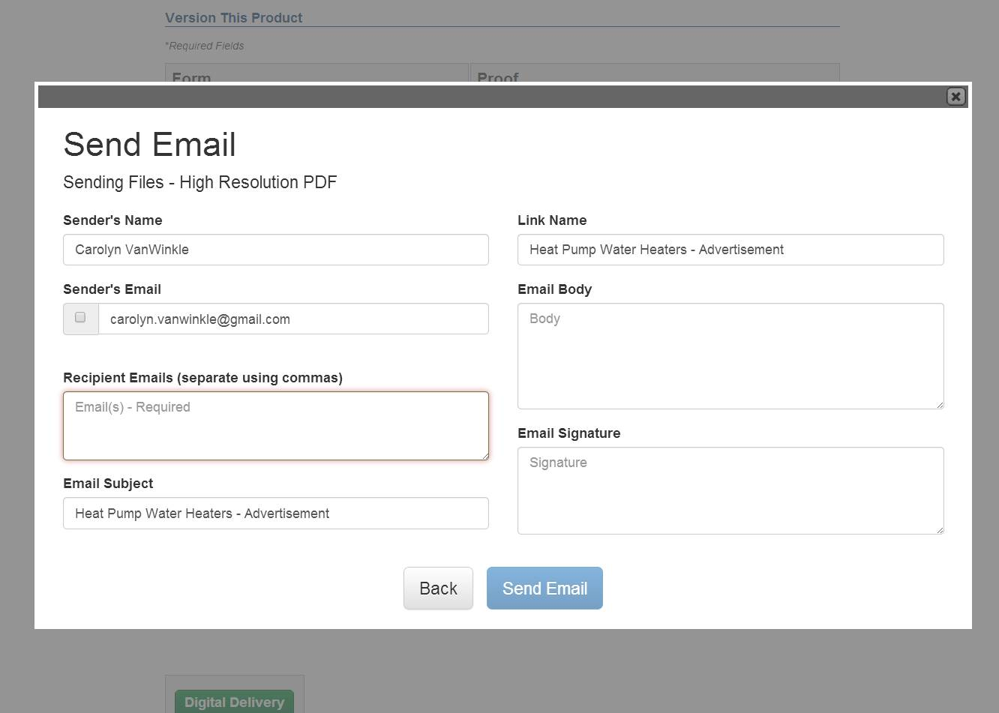 Version This Product
*Required Fields
Form
Proof
Send Email
Sending Files - High Resolution PDF
Sender's Name
Carolyn VanWinkle
Sender's Email
carolyn.vanwinkle@gmail.com
Recipient Emails (separate using commas)
Email(s) - Required
Email Subject
Heat Pump Water Heaters - Advertisement
Link Name
Heat Pump Water Heaters - Advertisement
Email Body
Body
Email Signature
Signature
Back
Send Email
Digital Delivery